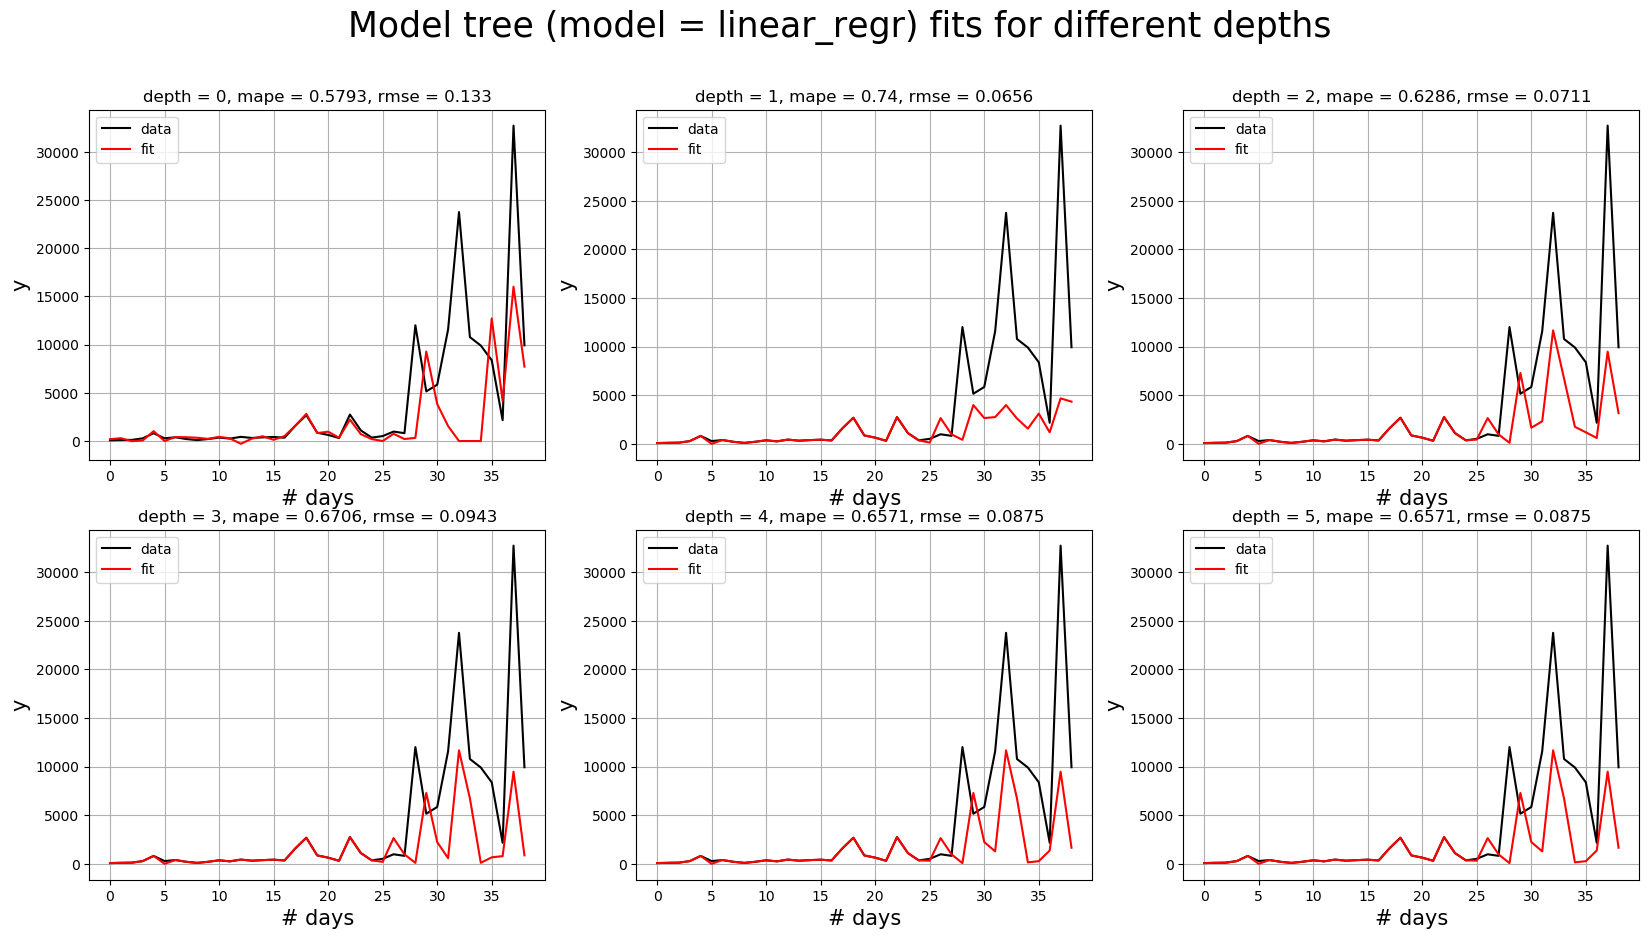 Model tree (model = linear_regr) fits for different depths
depth = 0, mape = 0.5793, rmse = 0.133
data
fit
30000
25000
20000
15000
10000
5000
0
y
0 5 10 15 20 25 30 35
# days
depth = 1, mape = 0.74, rmse = 0.0656
data
fit
30000
25000
20000
15000
10000
5000
0
y
0 5 10 15 20 25 30 35
# days
depth = 2, mape = 0.6286, rmse = 0.0711
data
fit
30000
25000
20000
15000
10000
5000
0
y
0 5 10 15 20 25 30 35
# days
depth = 3, mape = 0.6706, rmse = 0.0943
data
fit
30000
25000
20000
15000
10000
5000
0
y
0 5 10 15 20 25 30 35
# days
depth = 4, mape = 0.6571, rmse = 0.0875
data
fit
30000
25000
20000
15000
10000
5000
0
y
0 5 10 15 20 25 30 35
# days
depth = 5, mape = 0.6571, rmse = 0.0875
data
fit
30000
25000
20000
15000
10000
5000
0
y
0 5 10 15 20 25 30 35
# days